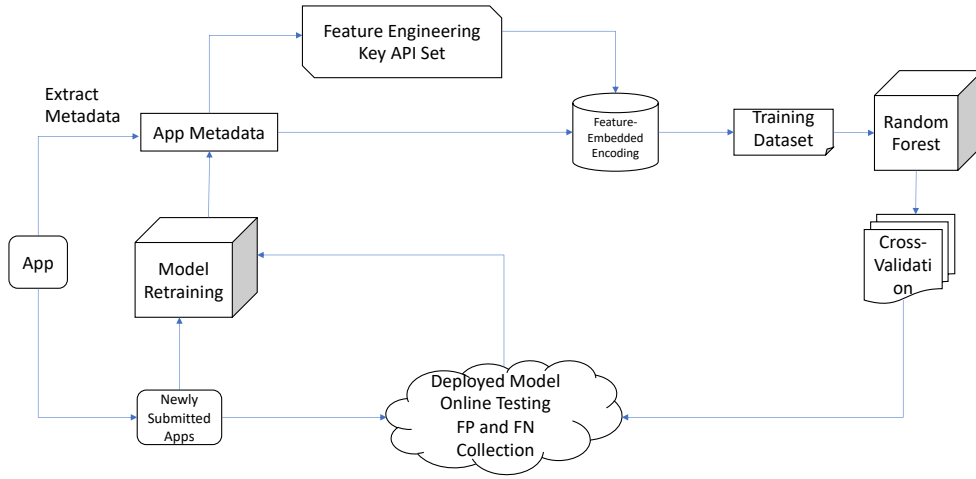 Feature Engineering
Key API Set
Extract
Metadata
App Metadata
Feature-
Embedded
Encoding
Training
Dataset
Random
Forest
App
Model
Retraining
Cross-
Validati
on
Newly
Submitted
Apps
Deployed Model
Online Testing
FP and FN
Collection